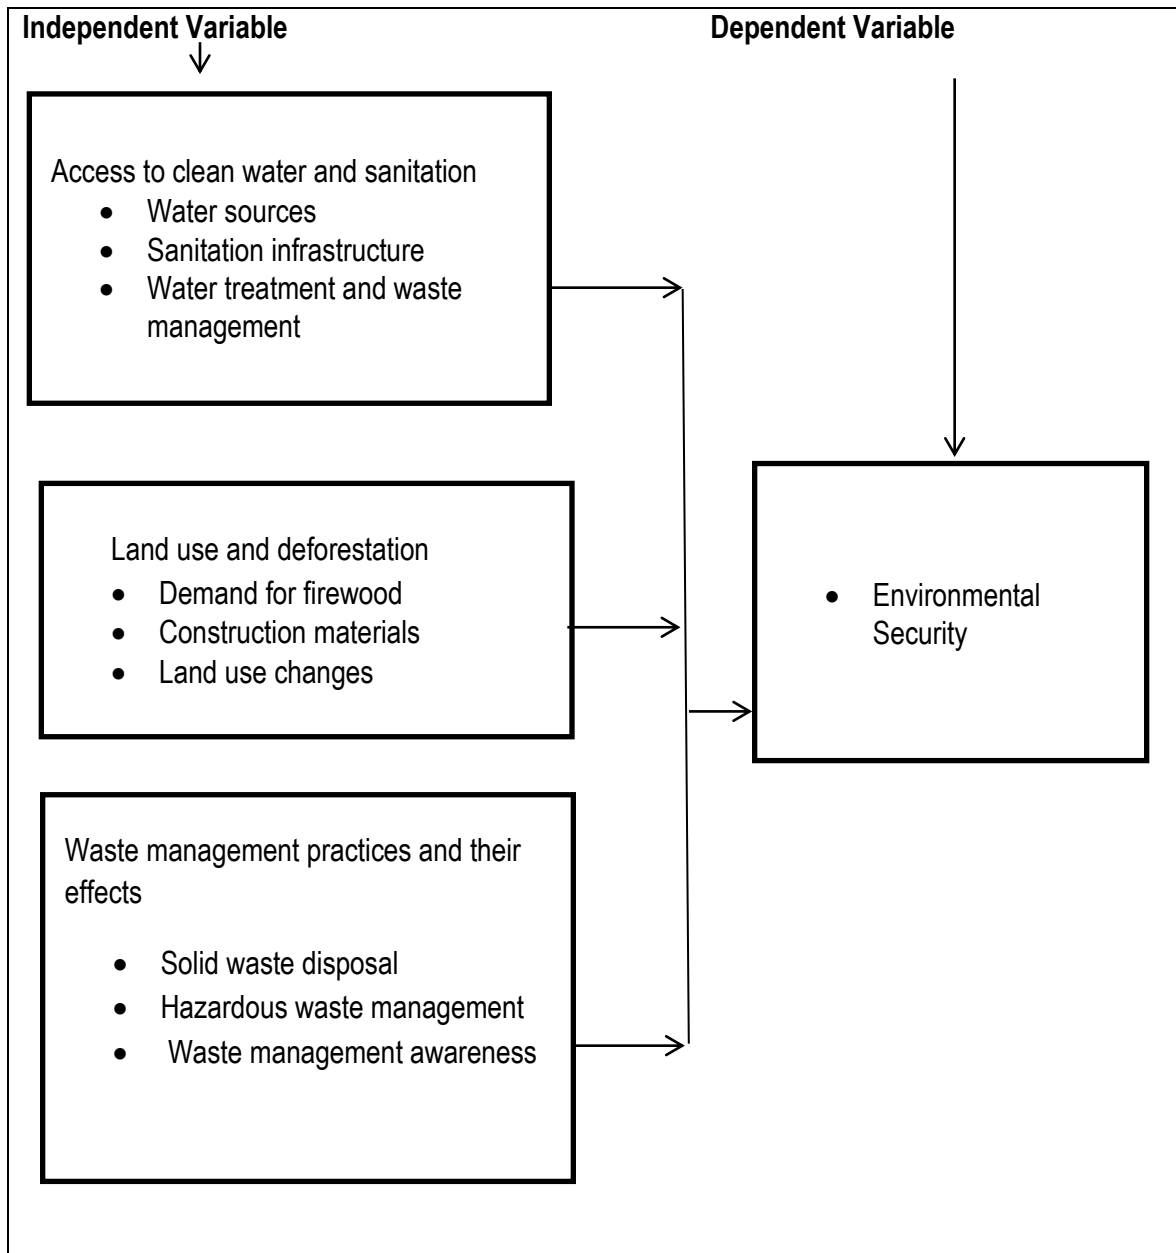 Independent Variable
Dependent Variable
Access to clean water and sanitation
• Water sources
• Sanitation infrastructure
• Water treatment and waste
management
Land use and deforestation
• Demand for firewood
• Construction materials
• Land use changes
• Environmental
Security
Waste management practices and their
effects
• Solid waste disposal
• Hazardous waste management
• Waste management awareness